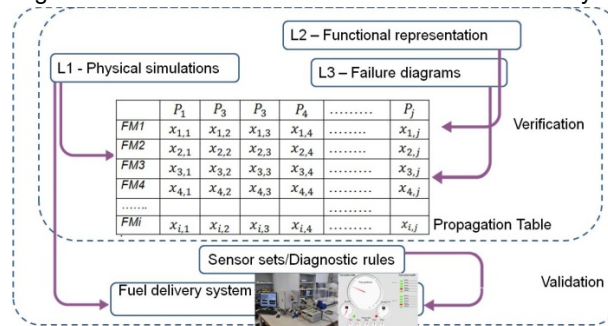 L2 – Functional representation
L1 - Physical simulations
L3 – Failure diagrams
P₁ P₃ P₃ P₄ ......... Pⱼ
FM1 x₁,₁ x₁,₂ x₁,₃ x₁,₄ x₁,ⱼ
Verification
FM2 x₂,₁ x₂,₂ x₂,₃ x₂,₄ x₂,ⱼ
FM3 x₃,₁ x₃,₂ x₃,₃ x₃,₄ x₃,ⱼ
FM4 x₄,₁ x₄,₂ x₄,₃ x₄,₄ x₄,ⱼ
....... .........
FMi xᵢ,₁ xᵢ,₂ xᵢ,₃ xᵢ,₄ xᵢ,ⱼ
Propagation Table
Sensor sets/Diagnostic rules
Validation
Fuel delivery system